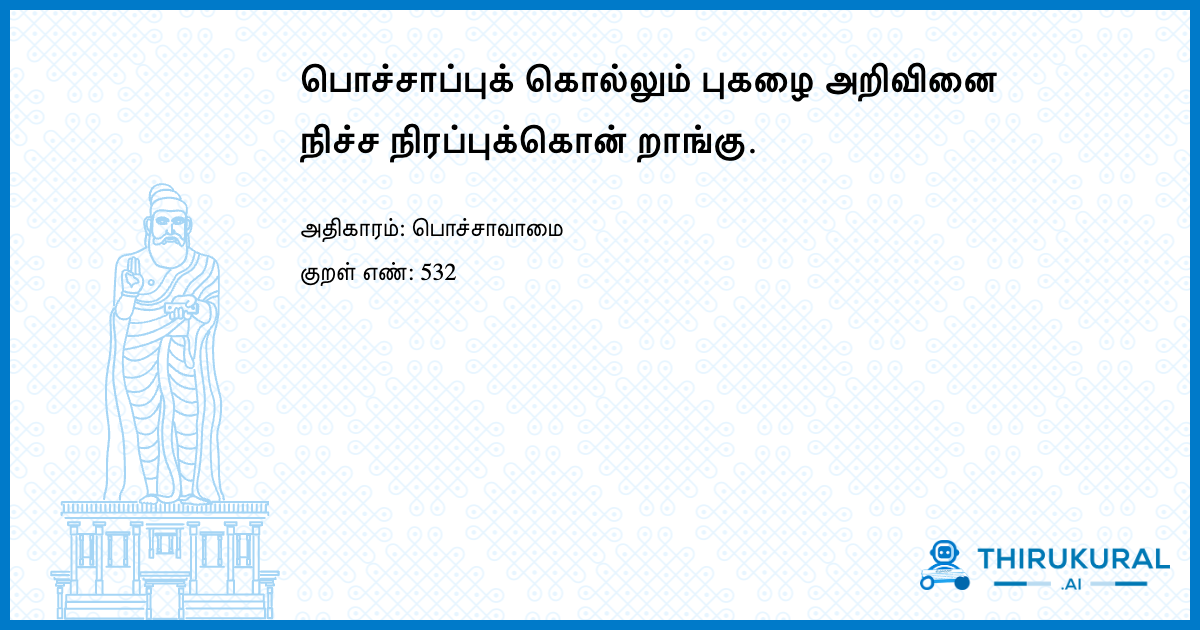 பொச்சாப்புக் கொல்லும் புகழை அறிவினை
நிச்ச நிரப்புக்கொன் றாங்கு.
அதிகாரம்: பொச்சாவாமை
குறள் எண்: 532
THIRUKURAL
.AI